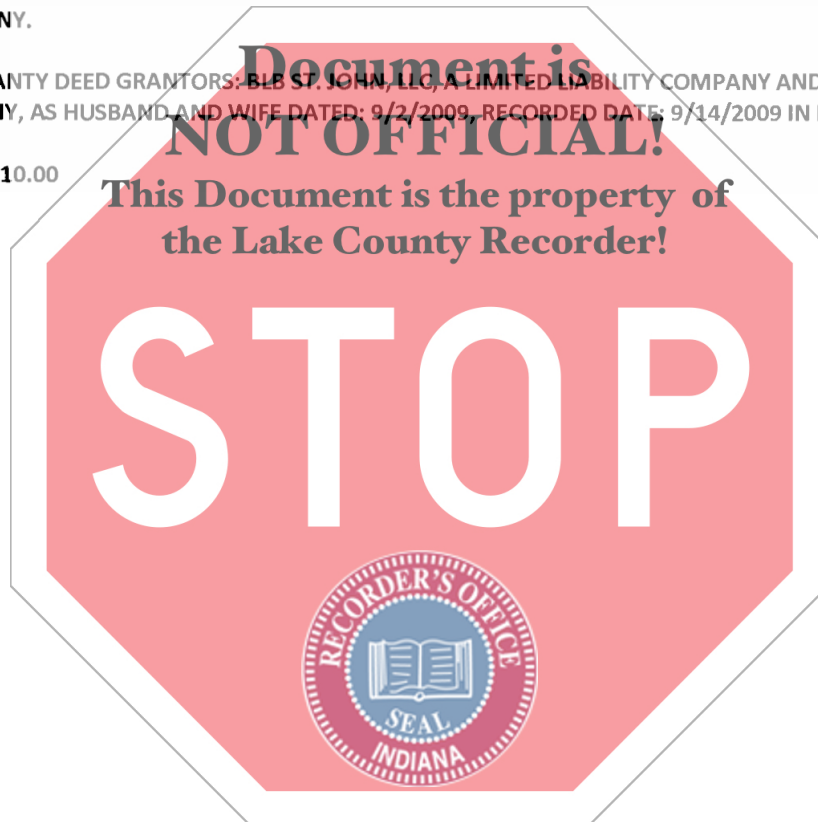 NY.
Document is
ANTY DEED GRANTORS: BLB ST. JOHN, LLC, A LIMITED LIABILITY COMPANY AND
Y, AS HUSBAND AND WIFE DATED: 9/2/2009, RECORDED DATE: 9/14/2009 IN
NOT OFFICIAL!
10.00
This Document is the property of
the Lake County Recorder!
STOP
RECORDER'S OFFICE
SEAL
INDIANA